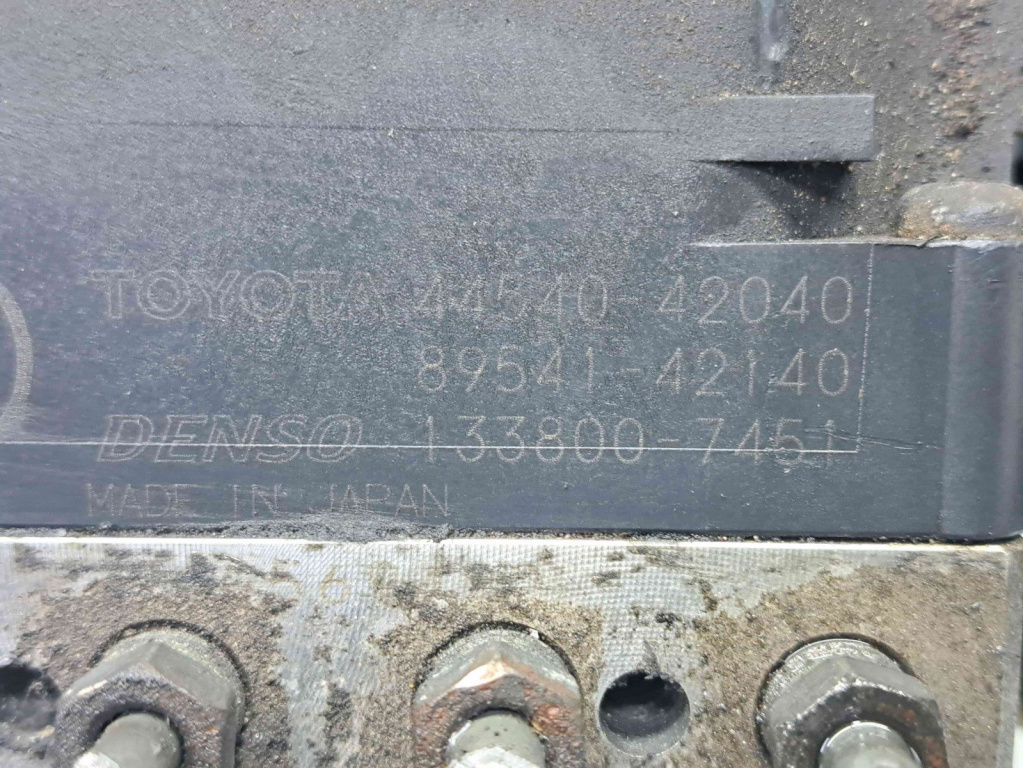 TOYOTA 44540-42040
89541-42140
DENSO 133800-7451
MADE IN JAPAN